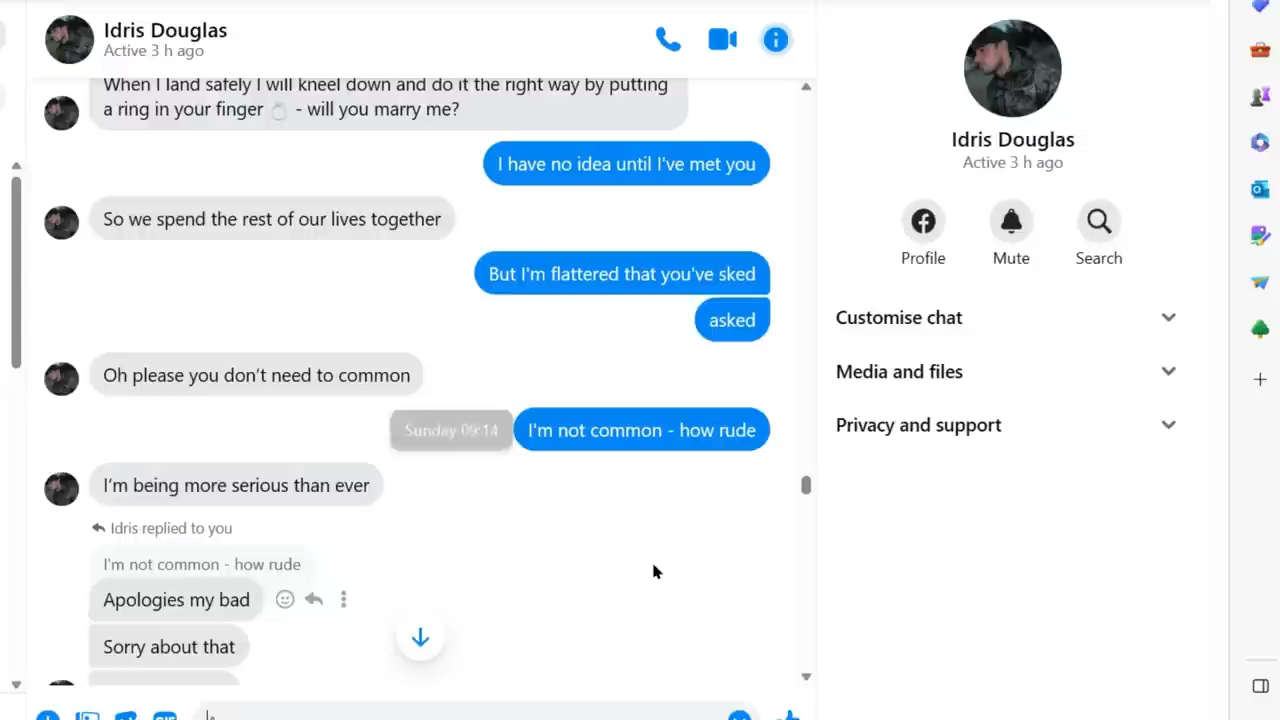 Idris Douglas
Active 3 h ago
When I land safely I will kneel down and do it the right way by putting
a ring in your finger 💍 - will you marry me?
I have no idea until I've met you
So we spend the rest of our lives together
But I'm flattered that you've sked
asked
Oh please you don't need to common
Sunday 09:14
I'm not common - how rude
I'm being more serious than ever
Idris replied to you
I'm not common - how rude
Apologies my bad
Sorry about that
Idris Douglas
Active 3 h ago
Profile
Mute
Search
Customise chat
Media and files
Privacy and support
GIF